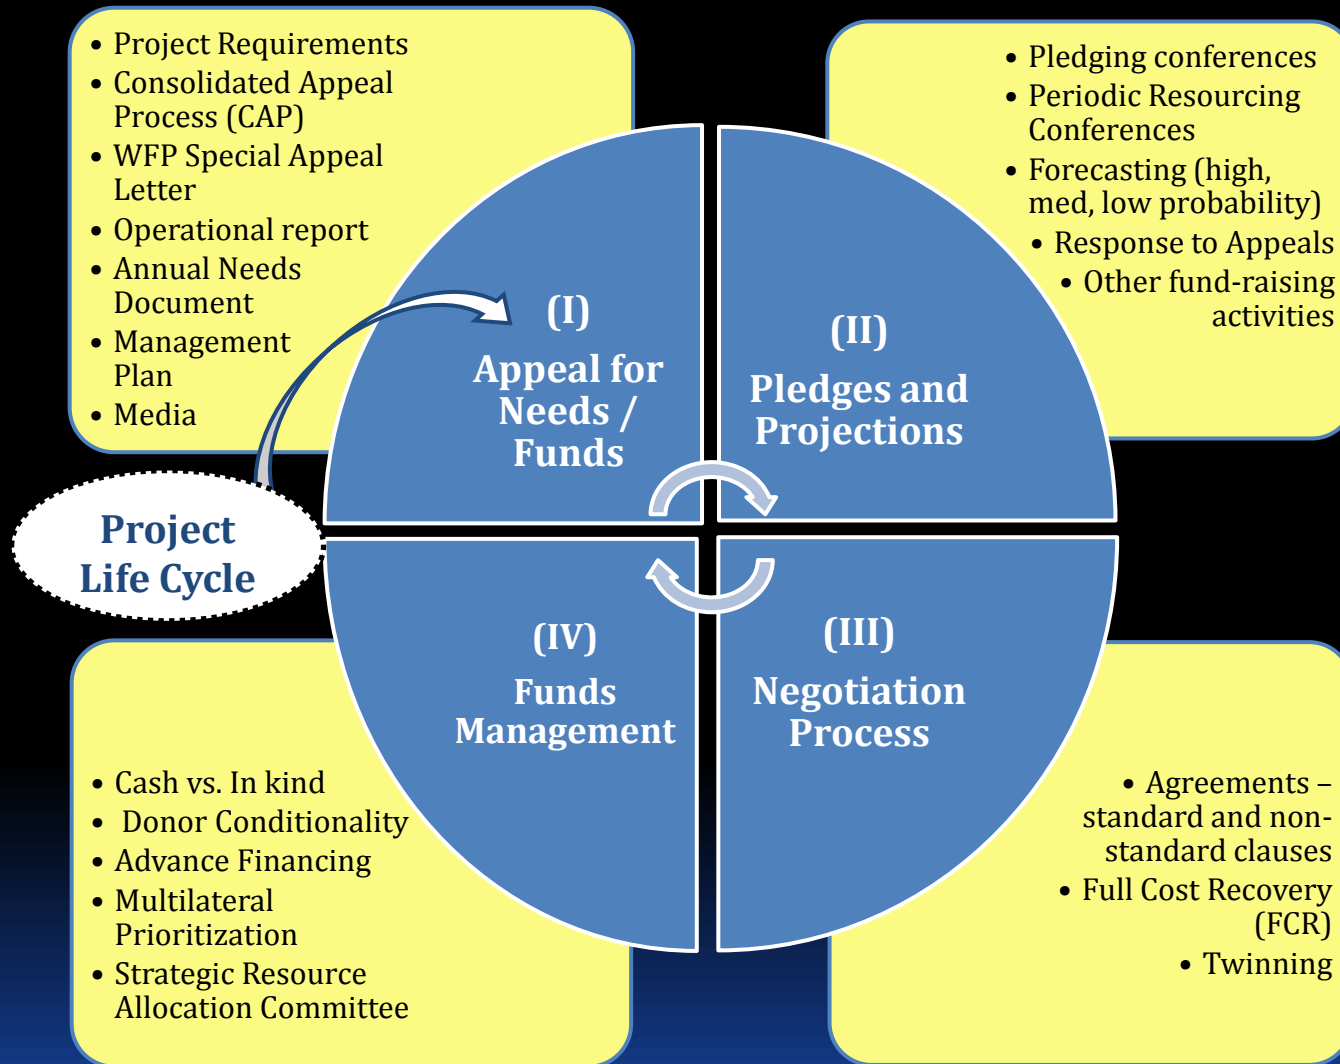 • Project Requirements
• Consolidated Appeal
Process (CAP)
• WFP Special Appeal
Letter
• Operational report
• Annual Needs
Document
• Management
Plan
• Media
• Pledging conferences
• Periodic Resourcing
Conferences
• Forecasting (high,
med, low probability)
• Response to Appeals
• Other fund-raising
activities
(I)
Appeal for
Needs /
Funds
(II)
Pledges and
Projections
Project
Life Cycle
(IV)
Funds
Management
(III)
Negotiation
Process
• Cash vs. In kind
• Donor Conditionality
• Advance Financing
• Multilateral
Prioritization
• Strategic Resource
Allocation Committee
• Agreements –
standard and non-
standard clauses
• Full Cost Recovery
(FCR)
• Twinning